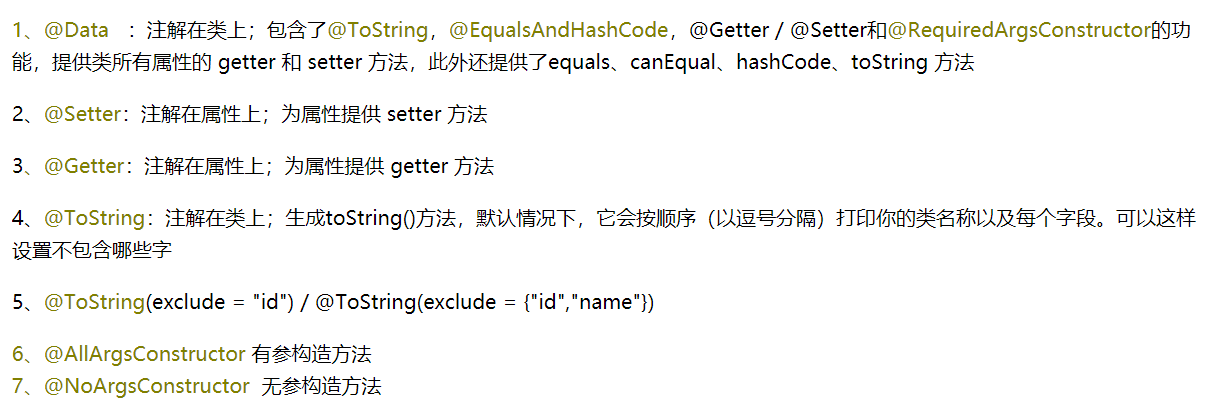 1、@Data ：注解在类上；包含了@ToString，@EqualsAndHashCode，@Getter / @Setter和@RequiredArgsConstructor的功
能，提供类所有属性的 getter 和 setter 方法，此外还提供了equals、canEqual、hashCode、toString 方法
2、@Setter：注解在属性上；为属性提供 setter 方法
3、@Getter：注解在属性上；为属性提供 getter 方法
4、@ToString：注解在类上；生成toString()方法，默认情况下，它会按顺序（以逗号分隔）打印你的类名称以及每个字段。可以这样
设置不包含哪些字
5、@ToString(exclude = "id") / @ToString(exclude = {"id","name"})
6、@AllArgsConstructor 有参构造方法
7、@NoArgsConstructor 无参构造方法